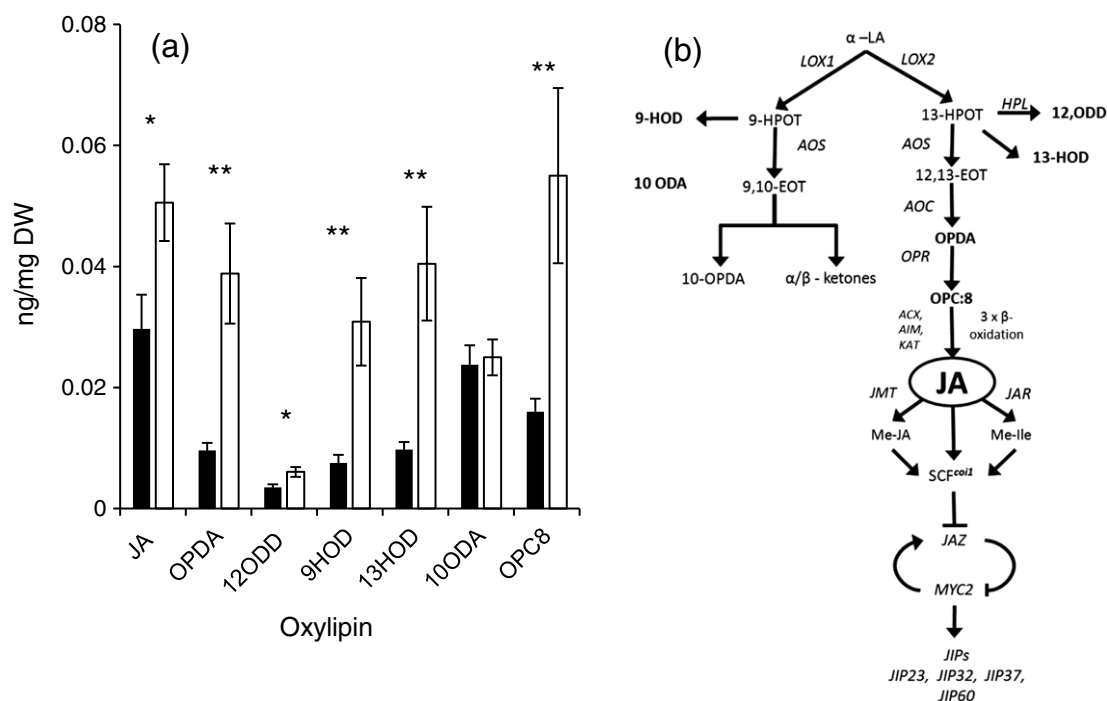 (a)
0.08
0.06
0.04
0.02
0
ng/mg DW
*
**
*
**
**
**
JA
OPDA
12ODD
9HOD
13HOD
10ODA
OPC8
Oxylipin
(b)
α –LA
LOX1
LOX2
9-HOD
9-HPOT
13-HPOT
HPL
12,ODD
AOS
AOS
13-HOD
10 ODA
9,10-EOT
12,13-EOT
AOC
OPDA
10-OPDA
α/β - ketones
OPR
OPC:8
ACX,
AIM,
KAT
3 x β-
oxidation
JA
JMT
JAR
Me-JA
Me-Ile
SCFcoi1
JAZ
MYC2
JIPs
JIP23, JIP32, JIP37,
JIP60